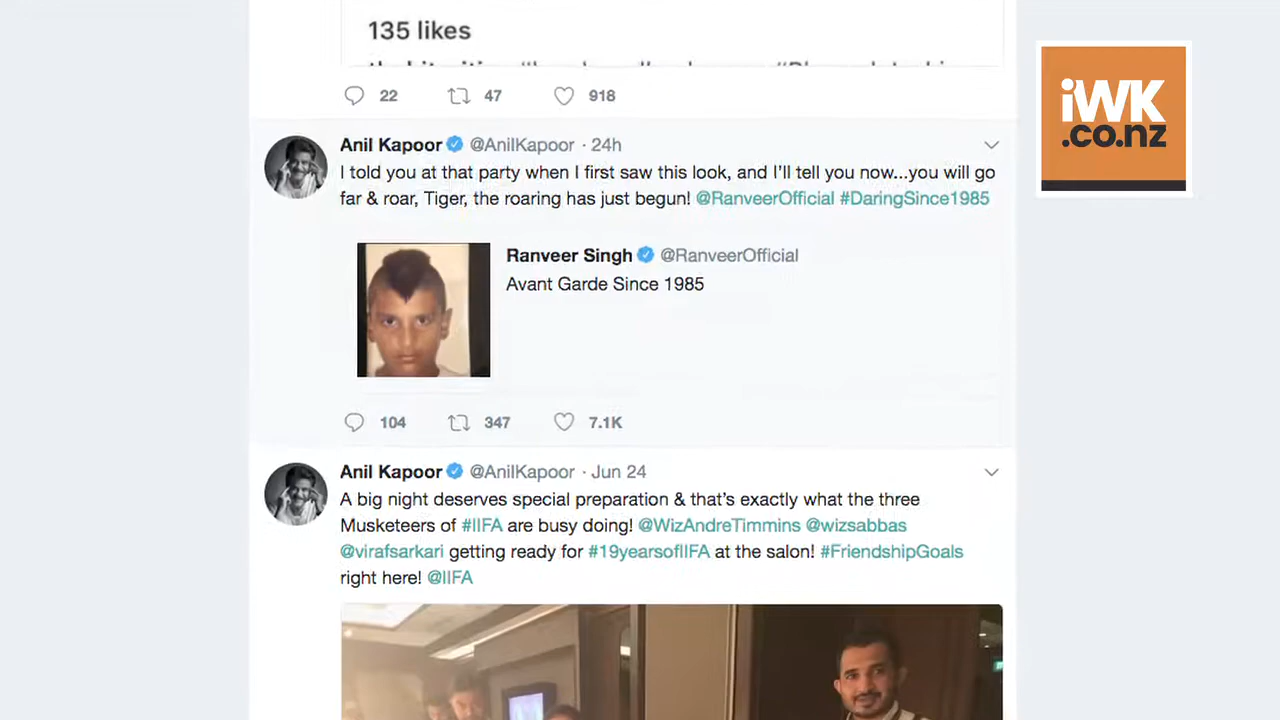 135 likes
22 47 918
iWK
.co.nz
Anil Kapoor @AnilKapoor · 24h
I told you at that party when I first saw this look, and I'll tell you now...you will go
far & roar, Tiger, the roaring has just begun! @RanveerOfficial #DaringSince1985
Ranveer Singh @RanveerOfficial
Avant Garde Since 1985
104 347 7.1K
Anil Kapoor @AnilKapoor · Jun 24
A big night deserves special preparation & that's exactly what the three
Musketeers of #IIFA are busy doing! @WizAndreTimmins @wizsabbas
@virafsarkari getting ready for #19yearsofIIFA at the salon! #FriendshipGoals
right here! @IIFA